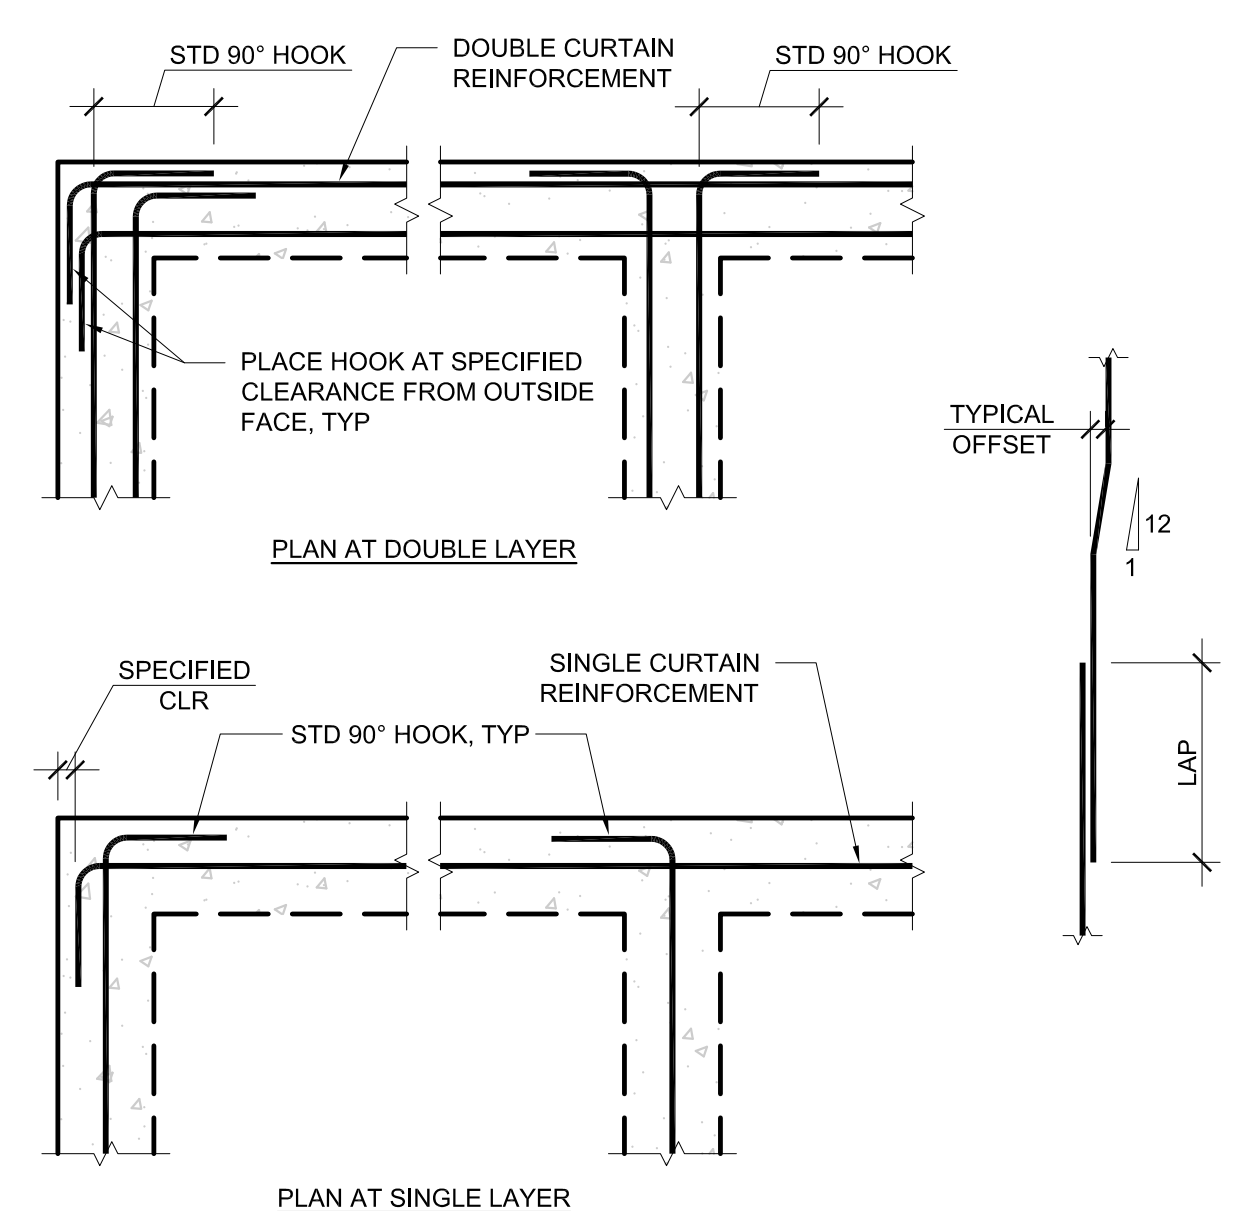 STD 90° HOOK
DOUBLE CURTAIN
REINFORCEMENT
STD 90° HOOK
PLACE HOOK AT SPECIFIED
CLEARANCE FROM OUTSIDE
FACE, TYP
PLAN AT DOUBLE LAYER
TYPICAL
OFFSET
12
1
LAP
SPECIFIED
CLR
STD 90° HOOK, TYP
SINGLE CURTAIN
REINFORCEMENT
PLAN AT SINGLE LAYER